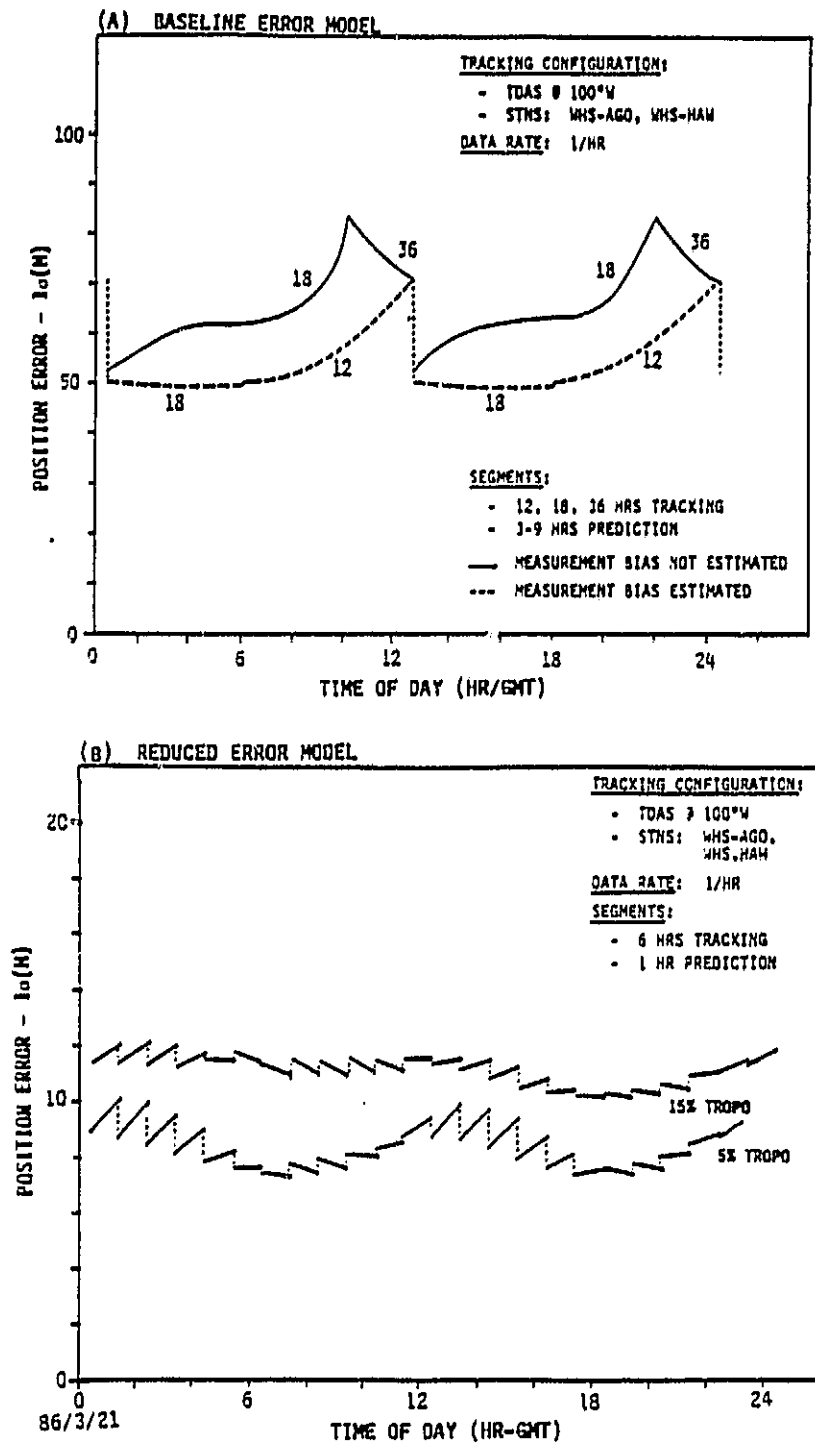 (A) BASELINE ERROR MODEL
TRACKING CONFIGURATION:
- TDAS @ 100°W
- STNS: WHS-AGO, WHS-HAW
DATA RATE: 1/HR
100
50
0
POSITION ERROR - 1σ(M)
18
36
12
18
18
36
12
18
SEGMENTS:
- 12, 18, 36 HRS TRACKING
- 3-9 HRS PREDICTION
MEASUREMENT BIAS NOT ESTIMATED
MEASUREMENT BIAS ESTIMATED
0 6 12 18 24
TIME OF DAY (HR/GMT)
(B) REDUCED ERROR MODEL
TRACKING CONFIGURATION:
• TDAS @ 100°W
• STNS: WHS-AGO,
WHS,HAW
DATA RATE: 1/HR
SEGMENTS:
• 6 HRS TRACKING
• 1 HR PREDICTION
20
10
0
POSITION ERROR - 1σ(M)
15% TROPO
5% TROPO
0 6 12 18 24
86/3/21
TIME OF DAY (HR-GMT)